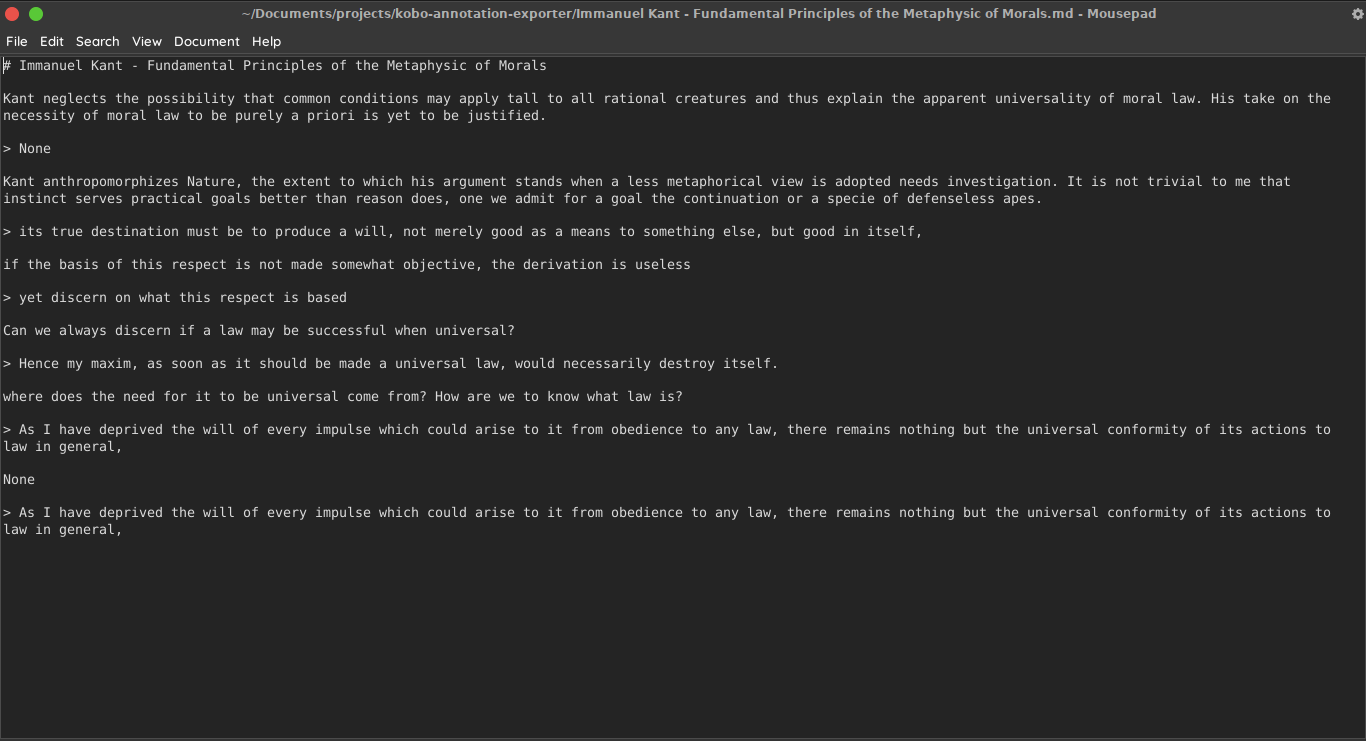 ~/Documents/projects/kobo-annotation-exporter/Immanuel Kant - Fundamental Principles of the Metaphysic of Morals.md - Mousepad
File Edit Search View Document Help
# Immanuel Kant - Fundamental Principles of the Metaphysic of Morals
Kant neglects the possibility that common conditions may apply tall to all rational creatures and thus explain the apparent universality of moral law. His take on the
necessity of moral law to be purely a priori is yet to be justified.
> None
Kant anthropomorphizes Nature, the extent to which his argument stands when a less metaphorical view is adopted needs investigation. It is not trivial to me that
instinct serves practical goals better than reason does, one we admit for a goal the continuation or a specie of defenseless apes.
> its true destination must be to produce a will, not merely good as a means to something else, but good in itself,
if the basis of this respect is not made somewhat objective, the derivation is useless
> yet discern on what this respect is based
Can we always discern if a law may be successful when universal?
> Hence my maxim, as soon as it should be made a universal law, would necessarily destroy itself.
where does the need for it to be universal come from? How are we to know what law is?
> As I have deprived the will of every impulse which could arise to it from obedience to any law, there remains nothing but the universal conformity of its actions to
law in general,
None
> As I have deprived the will of every impulse which could arise to it from obedience to any law, there remains nothing but the universal conformity of its actions to
law in general,